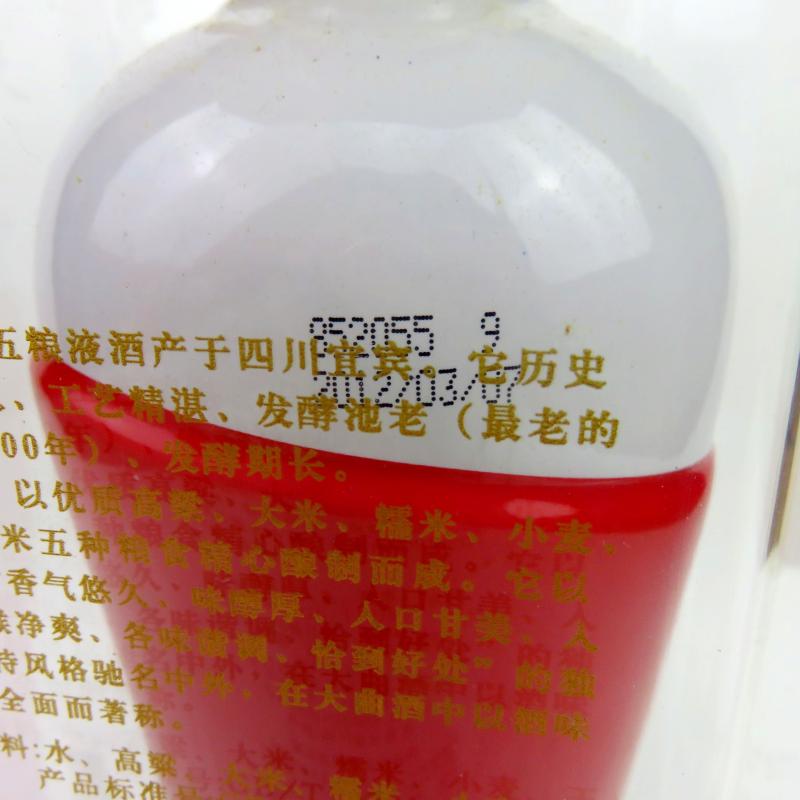 052055 9
2012/03/07
五粮液酒产于四川宜宾。它历史
、工艺精湛、发酵池老（最老的
00年）、发酵期长。
以优质高粱、大米、糯米、小麦、
米五种粮食精心酿制而成。它以
香气悠久、味醇厚、入口甘美、入
净爽、各味谐调、恰到好处”的独
特风格驰名中外，在大曲酒中以酒味
全面而著称。
料:水、高粱、大米、糯米、
产品标准号